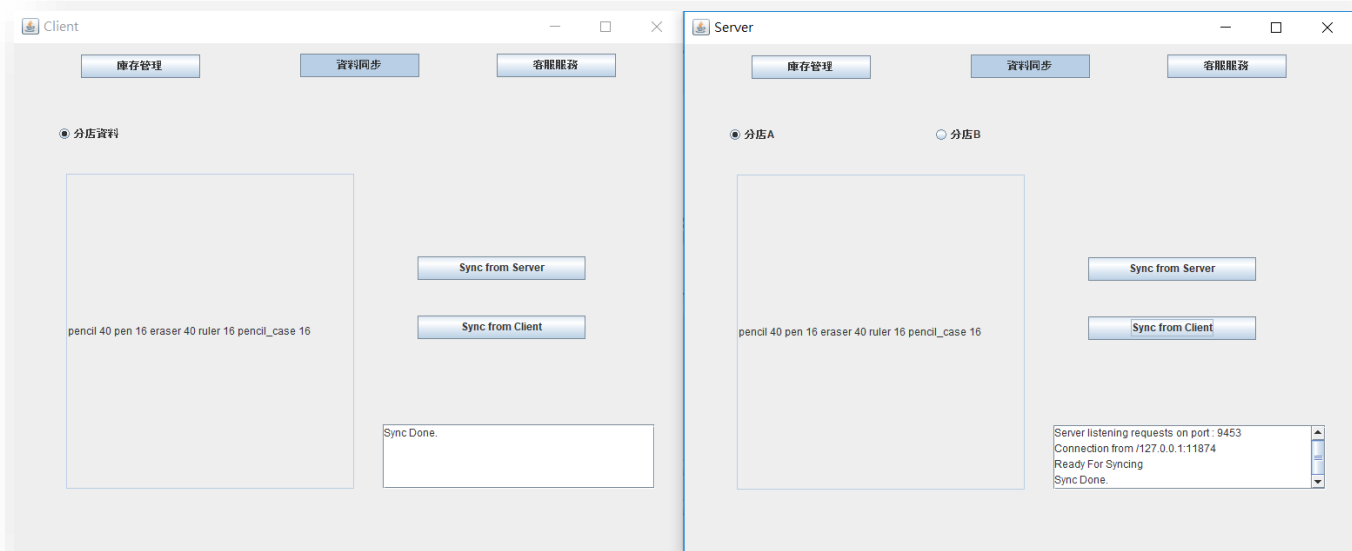 Client
庫存管理
資料同步
客服服務
分店資料
pencil 40 pen 16 eraser 40 ruler 16 pencil_case 16
Sync from Server
Sync from Client
Sync Done.
Server
庫存管理
資料同步
客服服務
分店A
分店B
pencil 40 pen 16 eraser 40 ruler 16 pencil_case 16
Sync from Server
Sync from Client
Server listening requests on port : 9453
Connection from /127.0.0.1:11874
Ready For Syncing
Sync Done.